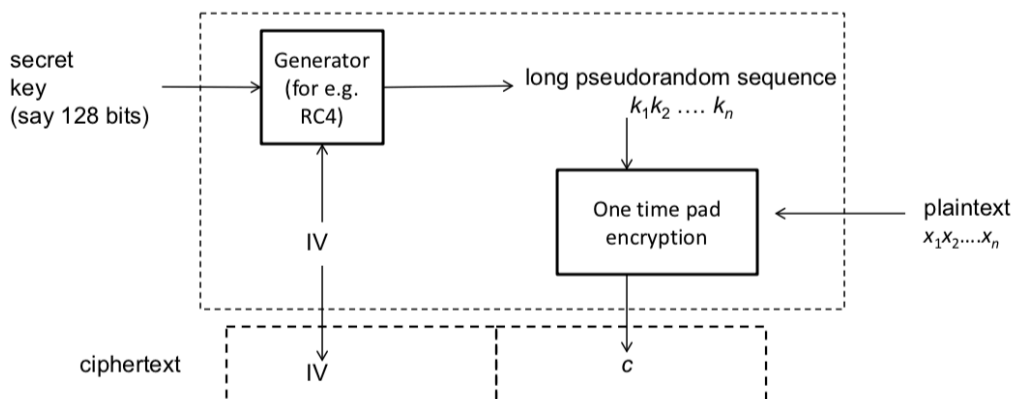 secret
key
(say 128 bits)
Generator
(for e.g.
RC4)
long pseudorandom sequence
k₁k₂ .... kₙ
One time pad
encryption
plaintext
x₁x₂....xₙ
IV
ciphertext
IV
c